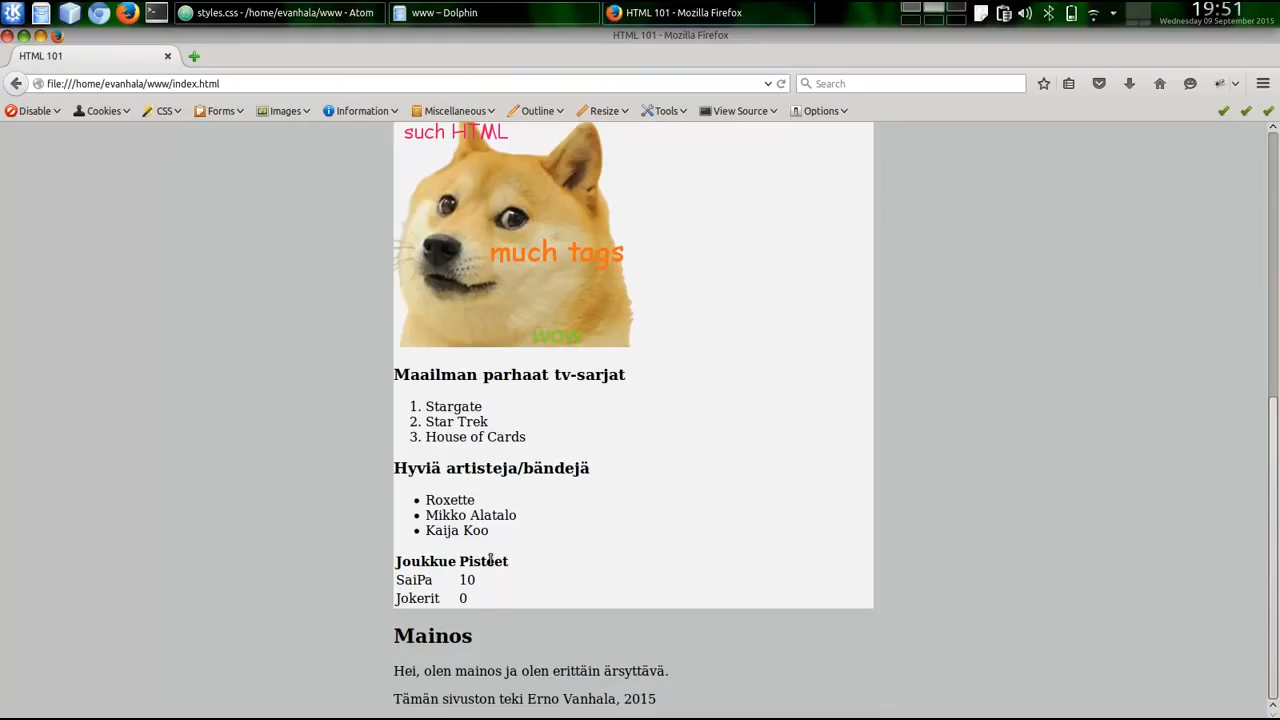 styles.css - /home/evanhala/www - Atom
www – Dolphin
HTML 101 - Mozilla Firefox
19:51
Wednesday 09 September 2015
HTML 101 - Mozilla Firefox
HTML 101
file:///home/evanhala/www/index.html
Search
Disable Cookies CSS Forms Images Information Miscellaneous Outline Resize Tools View Source Options
such HTML
much tags
wow
Maailman parhaat tv-sarjat
1. Stargate
2. Star Trek
3. House of Cards
Hyviä artisteja/bändejä
• Roxette
• Mikko Alatalo
• Kaija Koo
Joukkue Pisteet
SaiPa 10
Jokerit 0
Mainos
Hei, olen mainos ja olen erittäin ärsyttävä.
Tämän sivuston teki Erno Vanhala, 2015